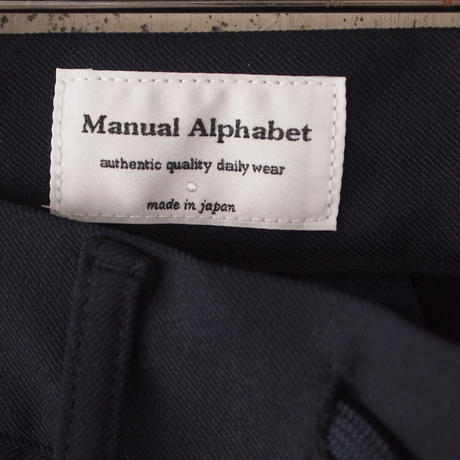 Manual Alphabet
authentic quality daily wear
made in japan